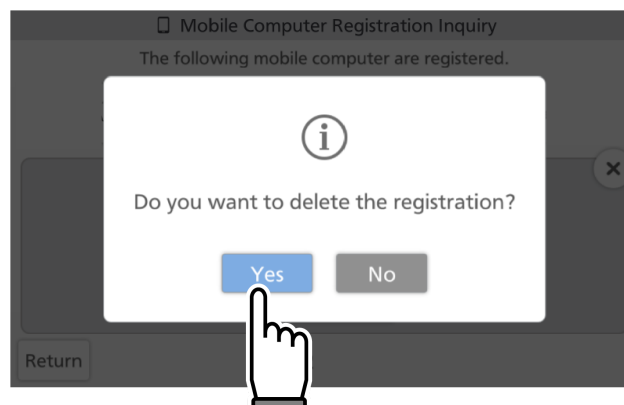 Mobile Computer Registration Inquiry
The following mobile computer are registered.
Do you want to delete the registration?
Yes
No
Return